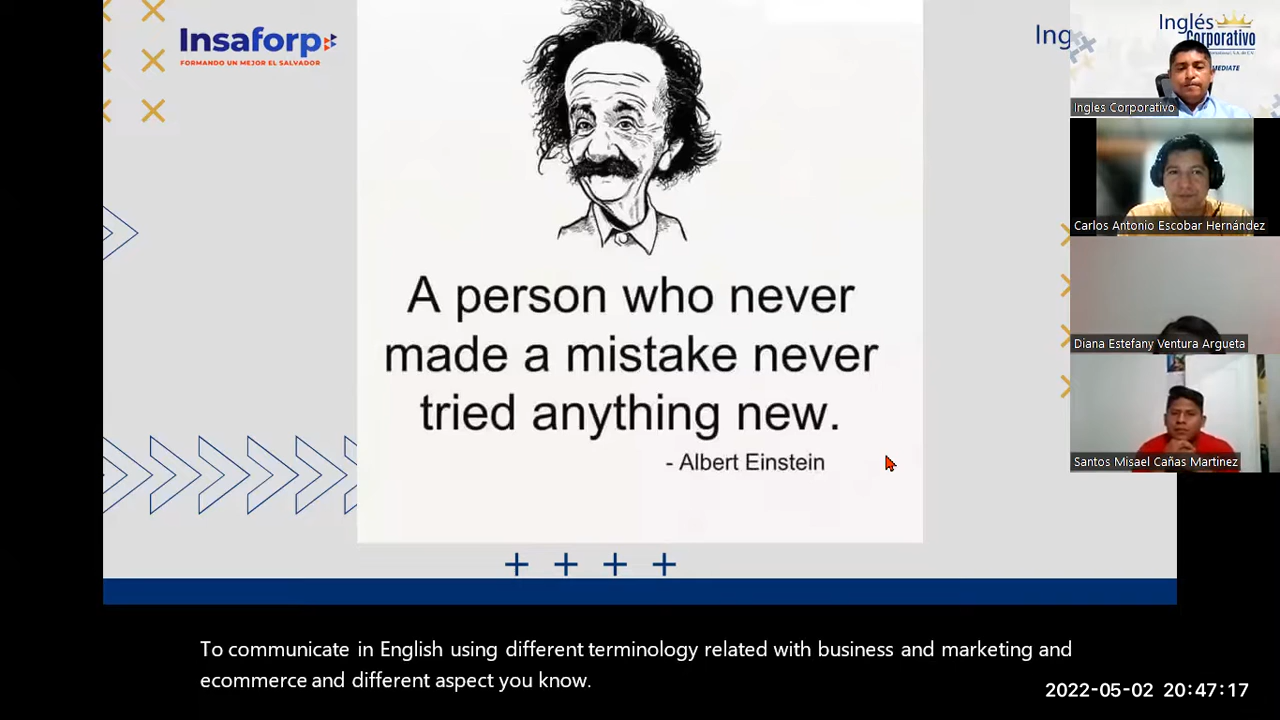 Insaforp
FORMANDO UN MEJOR EL SALVADOR
Ing
Inglés
Corporativo
MEDIATE
Ingles Corporativo
Carlos Antonio Escobar Hernández
Diana Estefany Ventura Argueta
Santos Misael Cañas Martinez
A person who never
made a mistake never
tried anything new.
- Albert Einstein
To communicate in English using different terminology related with business and marketing and
ecommerce and different aspect you know.
2022-05-02 20:47:17